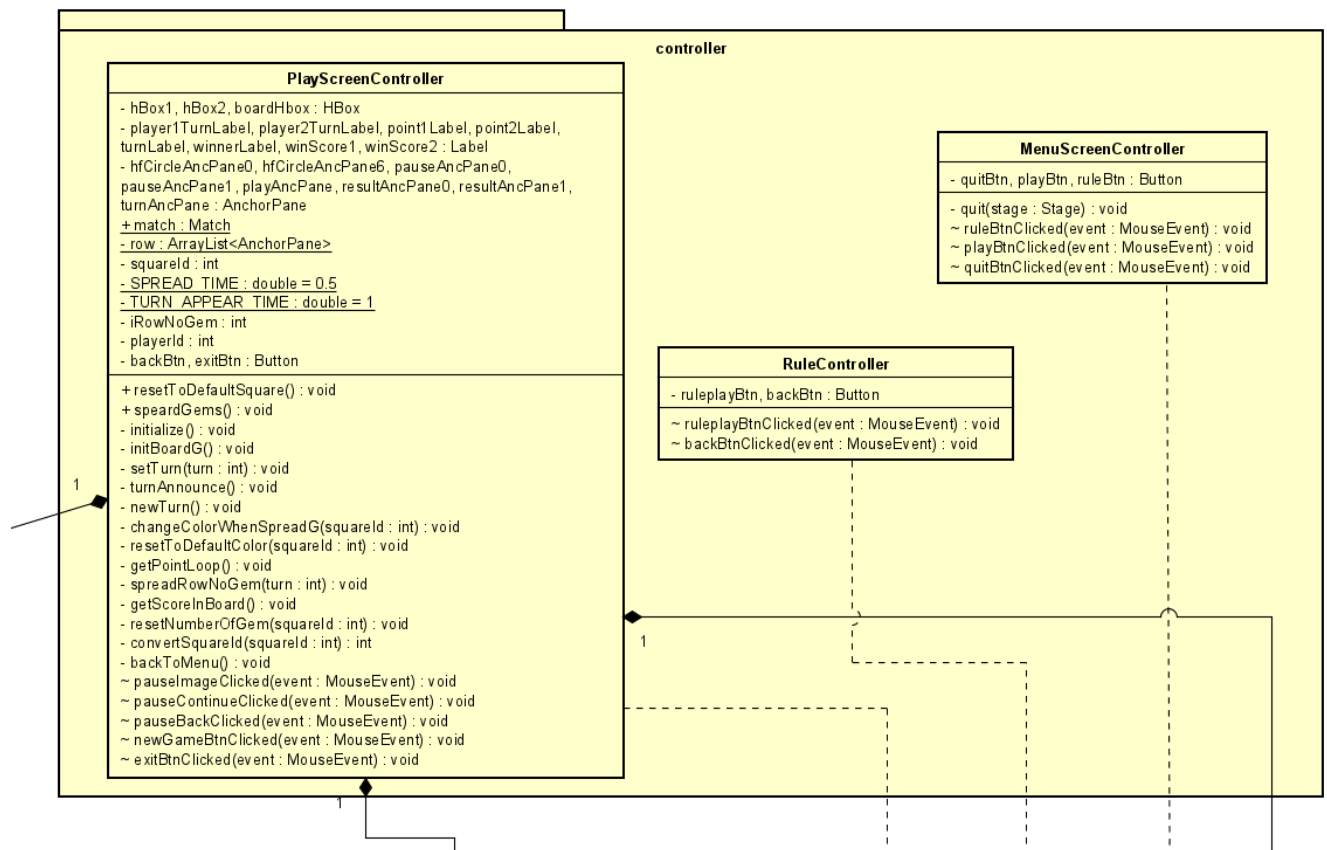 controller
PlayScreenController
- hBox1, hBox2, boardHbox : HBox
- player1TurnLabel, player2TurnLabel, point1Label, point2Label,
turnLabel, winnerLabel, winScore1, winScore2 : Label
- hfCircleAncPane0, hfCircleAncPane6, pauseAncPane0,
pauseAncPane1, playAncPane, resultAncPane0, resultAncPane1,
turnAncPane : AnchorPane
+ match : Match
- row : ArrayList<AnchorPane>
- squareId : int
- SPREAD_TIME : double = 0.5
- TURN_APPEAR_TIME : double = 1
- iRowNoGem : int
- playerId : int
- backBtn, exitBtn : Button
+ resetToDefaultSquare() : void
+ speardGems() : void
- initialize() : void
- initBoardG() : void
- setTurn(turn : int) : void
- turnAnnounce() : void
- newTurn() : void
- changeColorWhenSpreadG(squareId : int) : void
- resetToDefaultColor(squareId : int) : void
- getPointLoop() : void
- spreadRowNoGem(turn : int) : void
- getScoreInBoard() : void
- resetNumberOfGem(squareId : int) : void
- convertSquareId(squareId : int) : int
- backToMenu() : void
~ pauseImageClicked(event : MouseEvent) : void
~ pauseContinueClicked(event : MouseEvent) : void
~ pauseBackClicked(event : MouseEvent) : void
~ newGameBtnClicked(event : MouseEvent) : void
~ exitBtnClicked(event : MouseEvent) : void
MenuScreenController
- quitBtn, playBtn, ruleBtn : Button
- quit(stage : Stage) : void
~ ruleBtnClicked(event : MouseEvent) : void
~ playBtnClicked(event : MouseEvent) : void
~ quitBtnClicked(event : MouseEvent) : void
RuleController
- ruleplayBtn, backBtn : Button
~ ruleplayBtnClicked(event : MouseEvent) : void
~ backBtnClicked(event : MouseEvent) : void
1
1
1